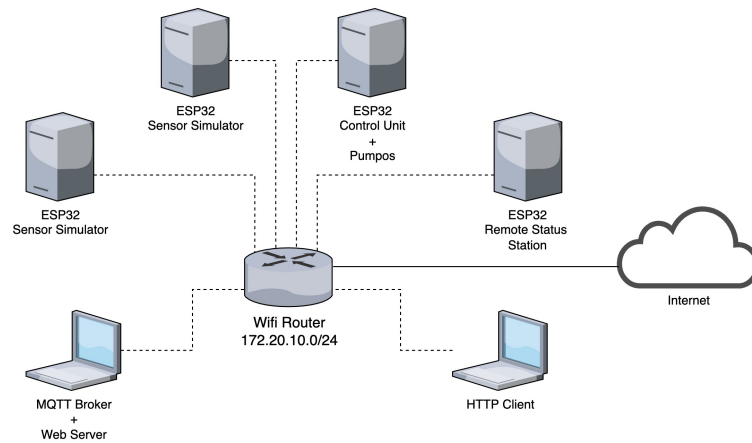 ESP32
Sensor Simulator
ESP32
Control Unit
+
Pumpos
ESP32
Sensor Simulator
ESP32
Remote Status
Station
Internet
Wifi Router
172.20.10.0/24
MQTT Broker
+
Web Server
HTTP Client